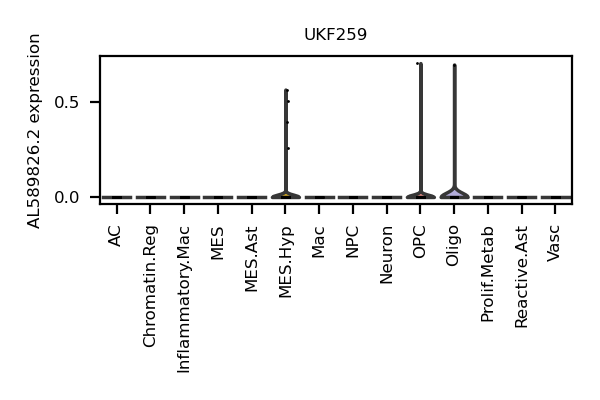 UKF259
AL589826.2 expression
0.5
0.0
AC
Chromatin.Reg
Inflammatory.Mac
MES
MES.Ast
MES.Hyp
Mac
NPC
Neuron
OPC
Oligo
Prolif.Metab
Reactive.Ast
Vasc